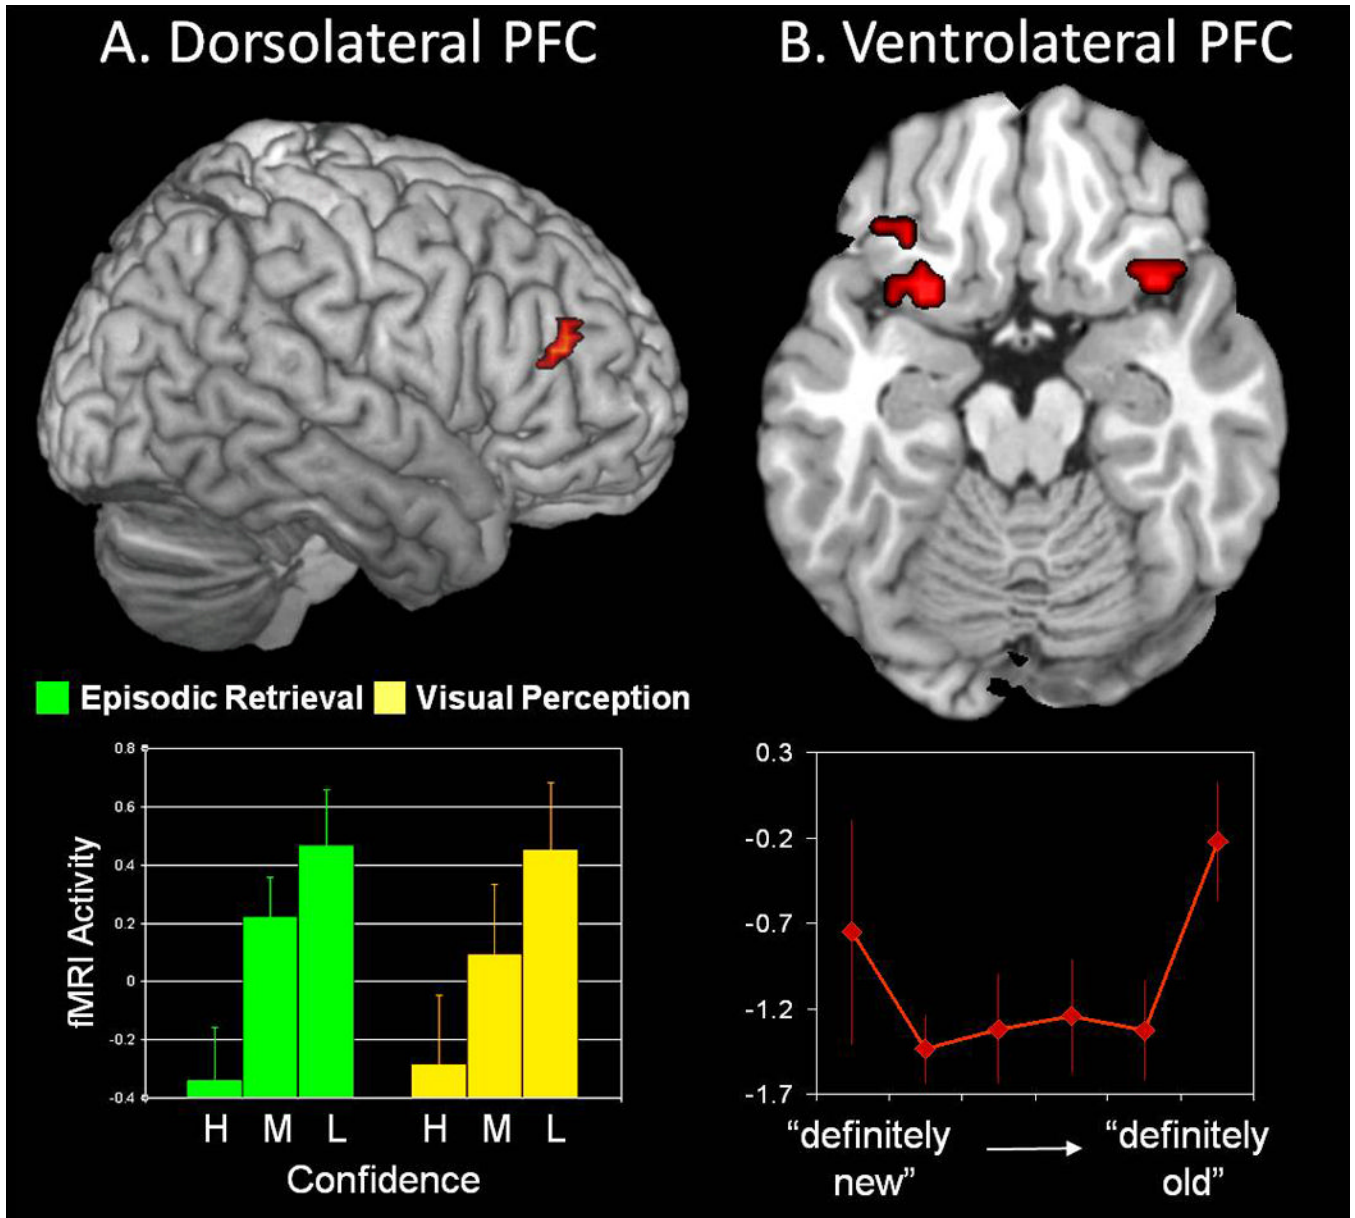 A. Dorsolateral PFC
B. Ventrolateral PFC
Episodic Retrieval
Visual Perception
0.8
0.6
0.4
0.2
0
-0.2
-0.4
fMRI Activity
H M L H M L
Confidence
0.3
-0.2
-0.7
-1.2
-1.7
“definitely
new”
“definitely
old”